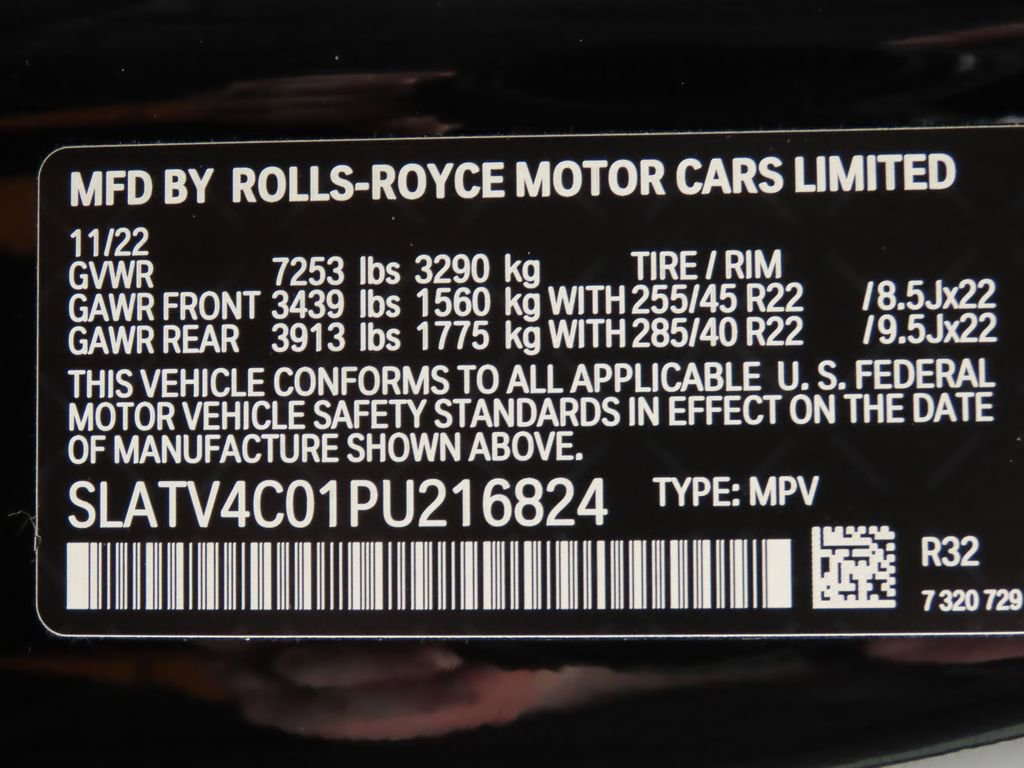 MFD BY ROLLS-ROYCE MOTOR CARS LIMITED
11/22
GVWR 7253 lbs 3290 kg TIRE / RIM
GAWR FRONT 3439 lbs 1560 kg WITH 255/45 R22 /8.5Jx22
GAWR REAR 3913 lbs 1775 kg WITH 285/40 R22 /9.5Jx22
THIS VEHICLE CONFORMS TO ALL APPLICABLE U. S. FEDERAL
MOTOR VEHICLE SAFETY STANDARDS IN EFFECT ON THE DATE
OF MANUFACTURE SHOWN ABOVE.
SLATV4C01PU216824 TYPE: MPV
R32
7 320 729